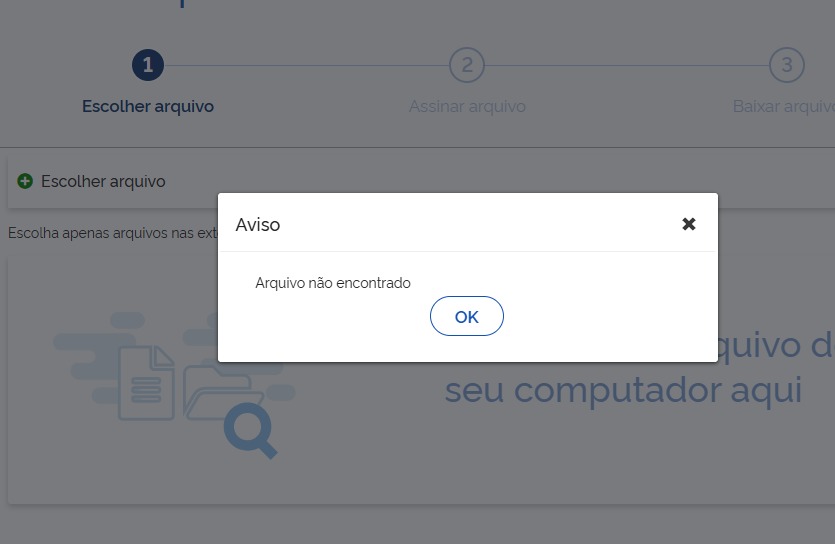 1
2
3
Escolher arquivo
Assinar arquivo
Baixar
Escolher arquivo
Escolha apenas arquivos nas
Aviso
✖
Arquivo não encontrado
OK
seu computador aqui